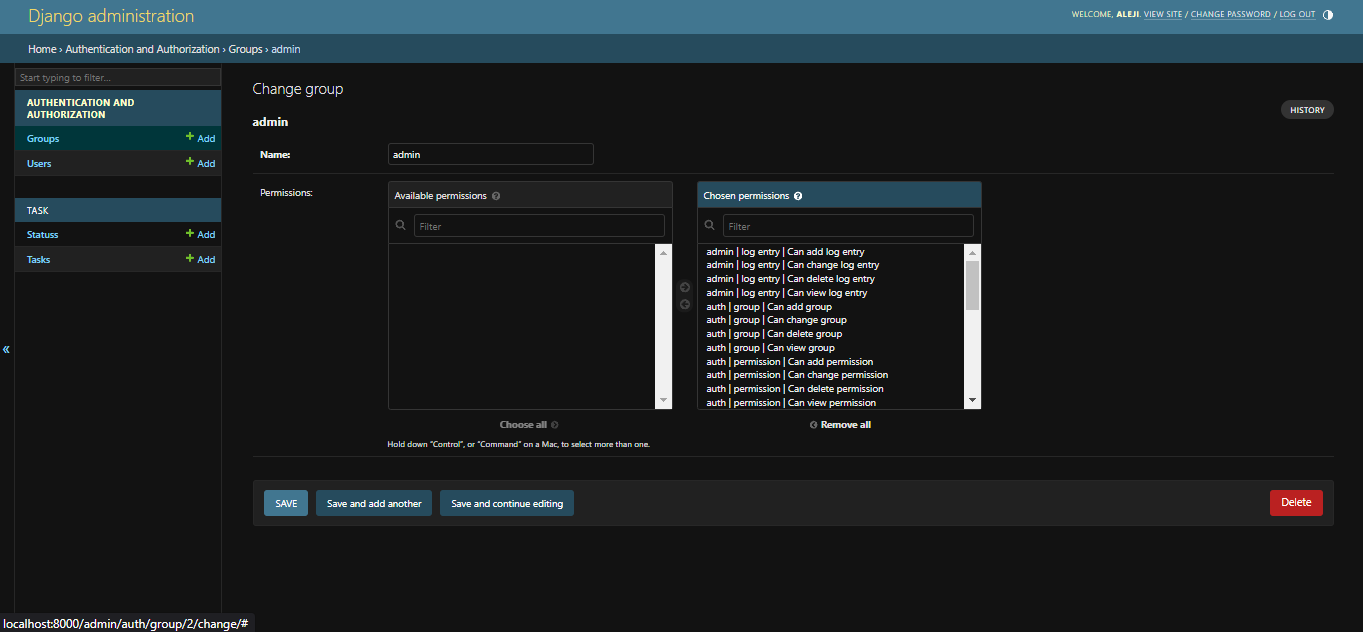 Django administration
WELCOME, ALEJI. VIEW SITE / CHANGE PASSWORD / LOG OUT
Home › Authentication and Authorization › Groups › admin
Start typing to filter...
AUTHENTICATION AND
AUTHORIZATION
Groups
+ Add
Users
+ Add
TASK
Statuss
+ Add
Tasks
+ Add
«
Change group
HISTORY
admin
Name:
admin
Permissions:
Available permissions ?
Filter
Choose all
Chosen permissions ?
Filter
admin | log entry | Can add log entry
admin | log entry | Can change log entry
admin | log entry | Can delete log entry
admin | log entry | Can view log entry
auth | group | Can add group
auth | group | Can change group
auth | group | Can delete group
auth | group | Can view group
auth | permission | Can add permission
auth | permission | Can change permission
auth | permission | Can delete permission
auth | permission | Can view permission
Remove all
Hold down “Control”, or “Command” on a Mac, to select more than one.
SAVE
Save and add another
Save and continue editing
Delete
localhost:8000/admin/auth/group/2/change/#